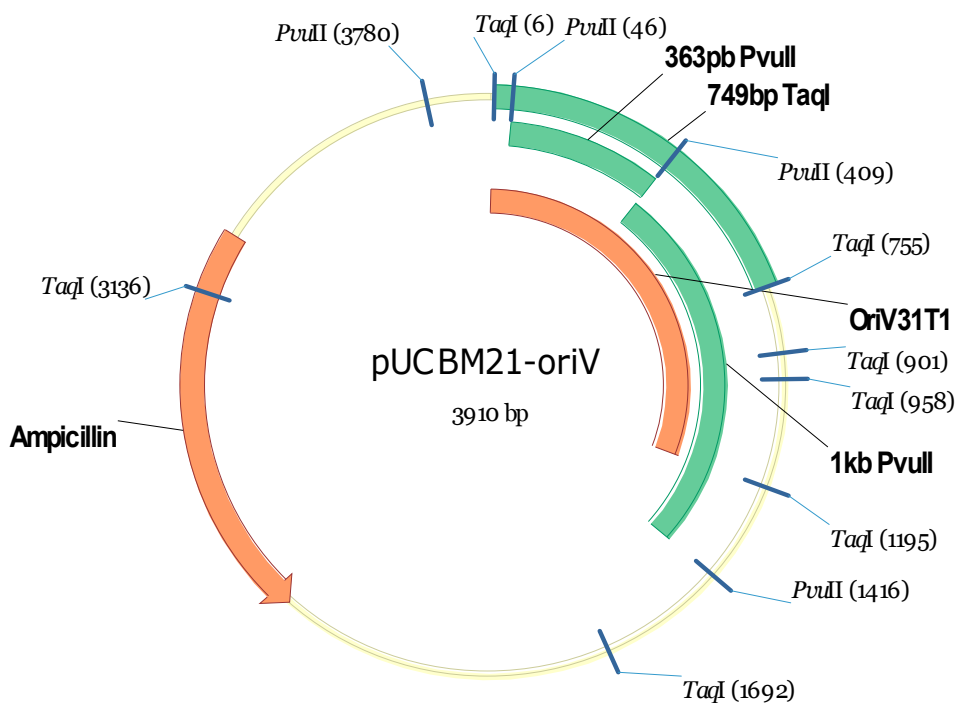 PvuII (3780)
TaqI (6)
PvuII (46)
363pb PvuII
749bp TaqI
PvuII (409)
TaqI (755)
TaqI (3136)
OriV31T1
pUCBM21-oriV
TaqI (901)
3910 bp
TaqI (958)
Ampicillin
1kb PvuII
TaqI (1195)
PvuII (1416)
TaqI (1692)